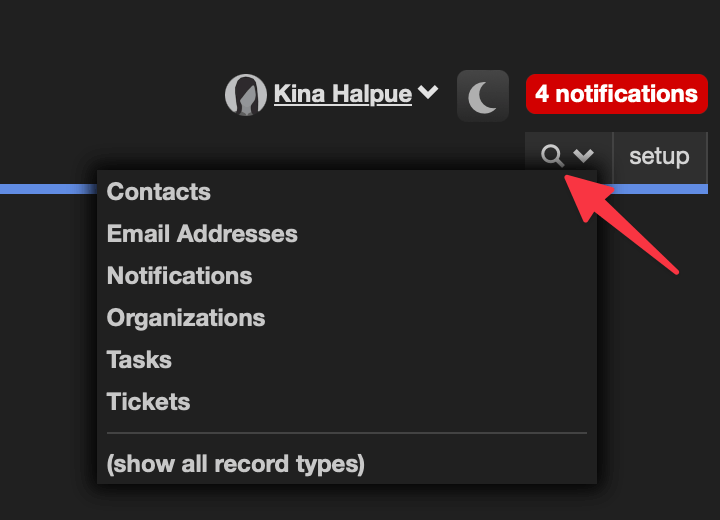 Kina Halpue
4 notifications
setup
Contacts
Email Addresses
Notifications
Organizations
Tasks
Tickets
(show all record types)